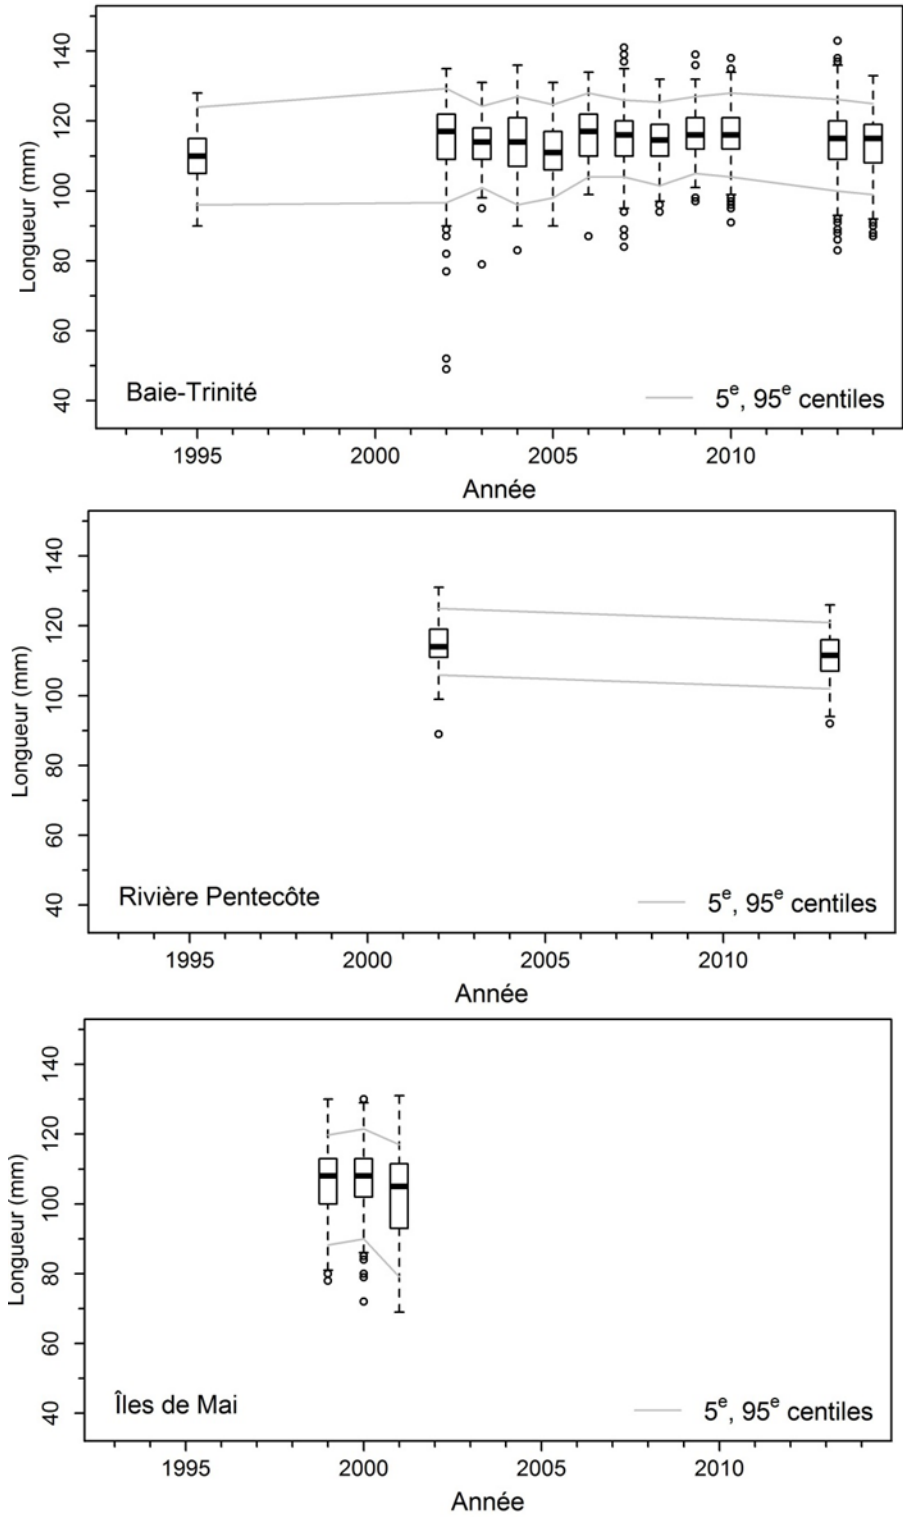 Longueur (mm)
140
120
100
80
60
40
Baie-Trinité
5e, 95e centiles
1995 2000 2005 2010
Année
Longueur (mm)
140
120
100
80
60
40
Rivière Pentecôte
5e, 95e centiles
1995 2000 2005 2010
Année
Longueur (mm)
140
120
100
80
60
40
Îles de Mai
5e, 95e centiles
1995 2000 2005 2010
Année